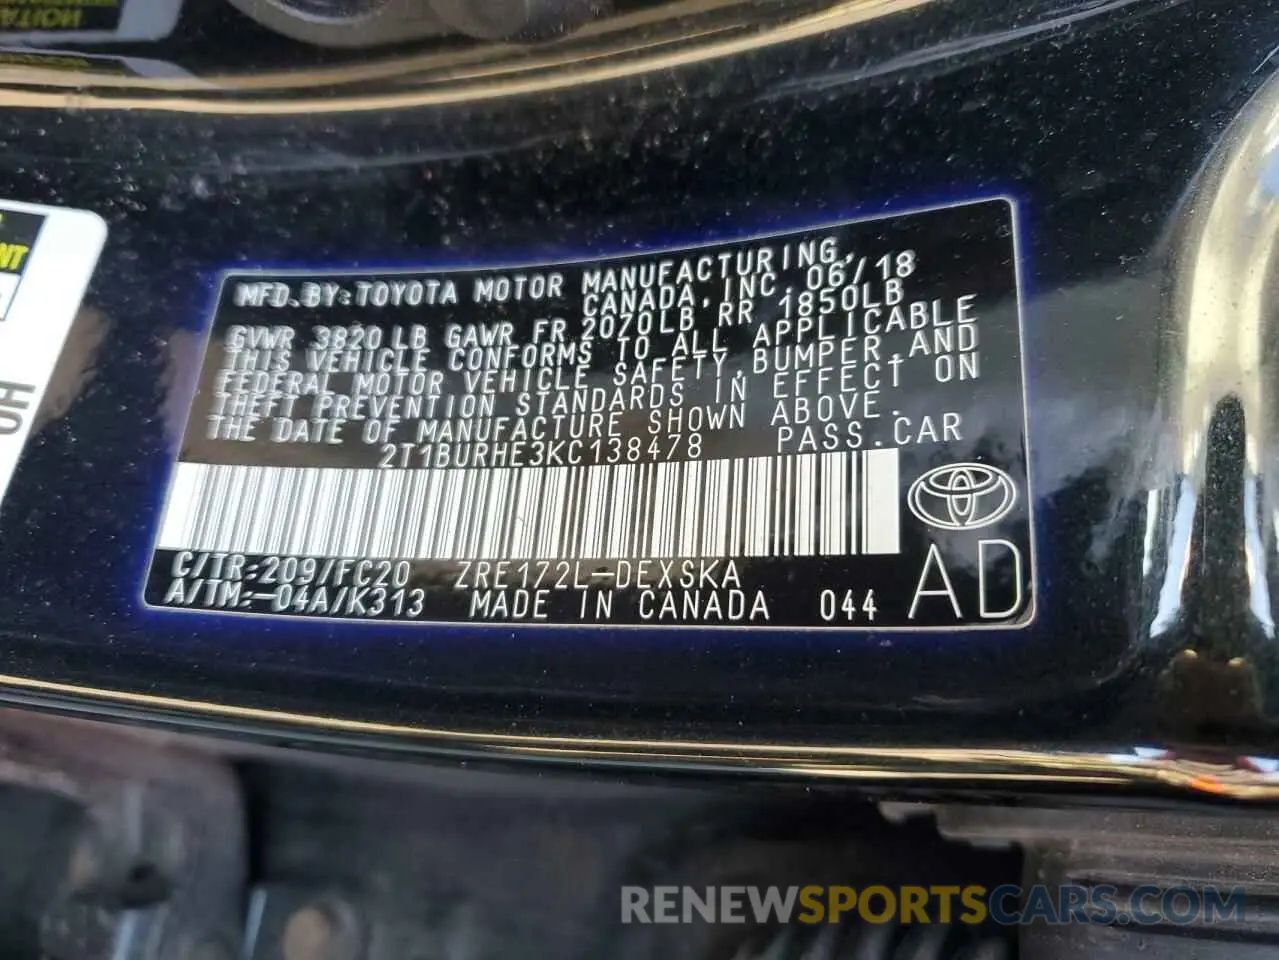 MFD.BY:TOYOTA MOTOR MANUFACTURING,
CANADA,INC. 06/18
GVWR 3820LB GAWR FR 2070LB RR 1850LB
THIS VEHICLE CONFORMS TO ALL APPLICABLE
FEDERAL MOTOR VEHICLE SAFETY,BUMPER,AND
THEFT PREVENTION STANDARDS IN EFFECT ON
THE DATE OF MANUFACTURE SHOWN ABOVE.
2T1BURHE3KC138478 PASS.CAR
C/TR:209/FC20 ZRE172L-DEXSKA
A/TM:-04A/K313 MADE IN CANADA 044
AD
RENEWSPORTSCARS.COM